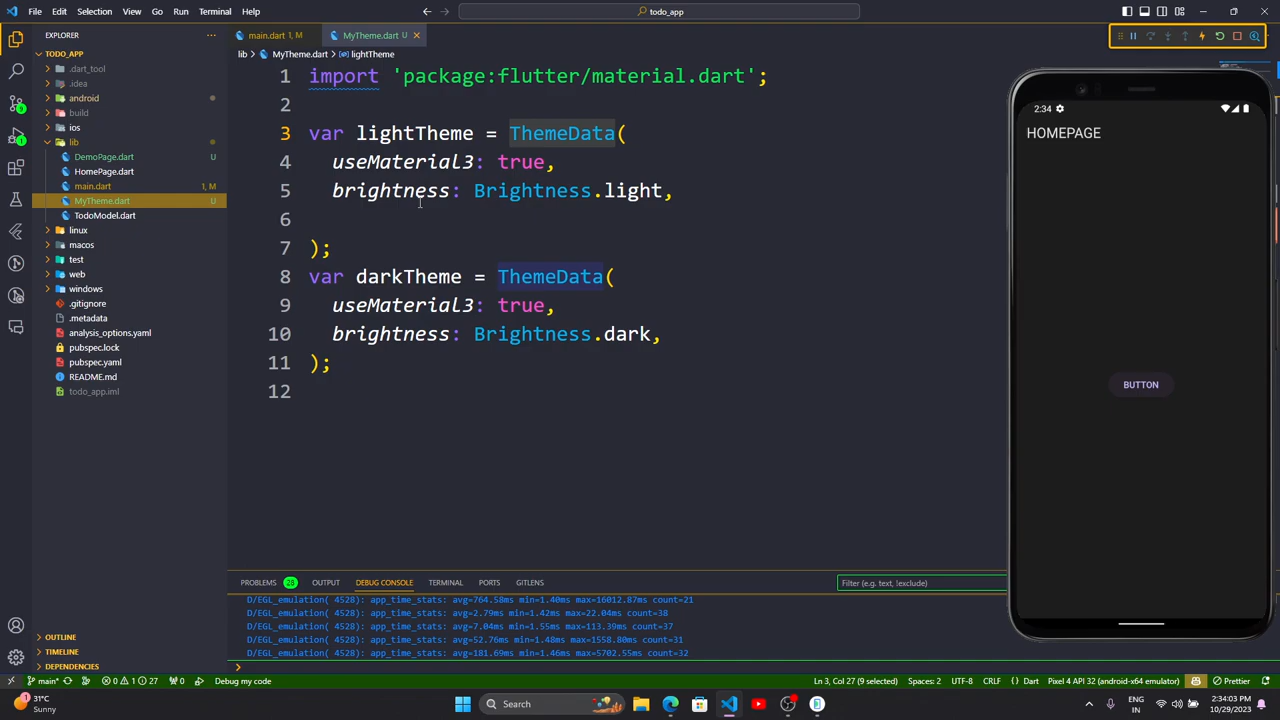 File Edit Selection View Go Run Terminal Help
todo_app
EXPLORER
TODO_APP
.dart_tool
.idea
android
build
ios
lib
DemoPage.dart U
HomePage.dart
main.dart 1, M
MyTheme.dart U
TodoModel.dart
linux
macos
test
web
windows
.gitignore
.metadata
analysis_options.yaml
pubspec.lock
pubspec.yaml
README.md
todo_app.iml
OUTLINE
TIMELINE
DEPENDENCIES
main.dart 1, M
MyTheme.dart U
lib > MyTheme.dart > lightTheme
1 import 'package:flutter/material.dart';
2
3 var lightTheme = ThemeData(
4 useMaterial3: true,
5 brightness: Brightness.light,
6
7 );
8 var darkTheme = ThemeData(
9 useMaterial3: true,
10 brightness: Brightness.dark,
11 );
12
2:34
HOMEPAGE
BUTTON
PROBLEMS 28 OUTPUT DEBUG CONSOLE TERMINAL PORTS GITLENS
Filter (e.g. text, !exclude)
D/EGL_emulation( 4528): app_time_stats: avg=764.58ms min=1.40ms max=16012.87ms count=21
D/EGL_emulation( 4528): app_time_stats: avg=2.79ms min=1.42ms max=22.04ms count=38
D/EGL_emulation( 4528): app_time_stats: avg=7.04ms min=1.55ms max=113.39ms count=37
D/EGL_emulation( 4528): app_time_stats: avg=52.76ms min=1.48ms max=1558.80ms count=31
D/EGL_emulation( 4528): app_time_stats: avg=181.69ms min=1.46ms max=5702.55ms count=32
main* 0 1 27 0 Debug my code
Ln 3, Col 27 (9 selected) Spaces: 2 UTF-8 CRLF {} Dart Pixel 4 API 32 (android-x64 emulator) Prettier
31°C
Sunny
Search
ENG
IN
2:34:03 PM
10/29/2023